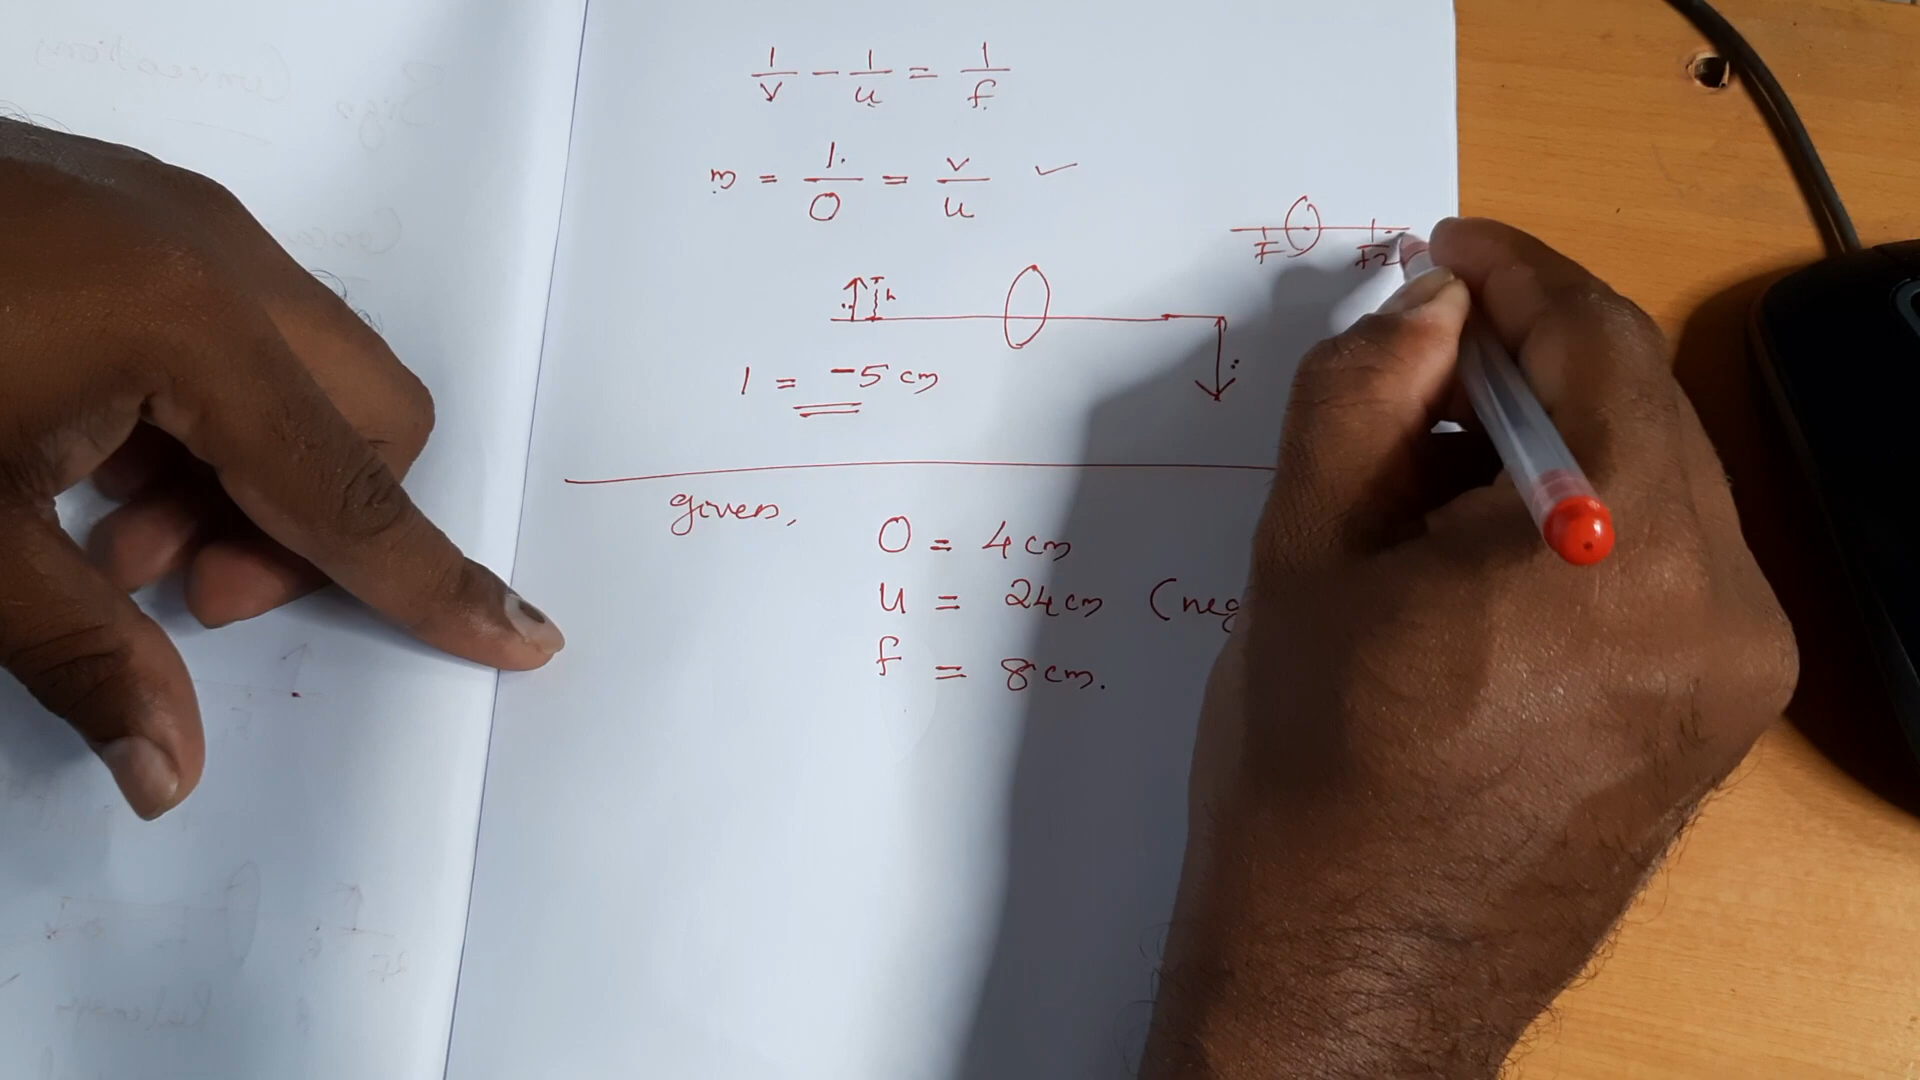 1/v - 1/u = 1/f
m = I/O = v/u ✓
F F2
h
I = -5 cm
given,
O = 4 cm
u = 24 cm (neg
f = 8 cm.